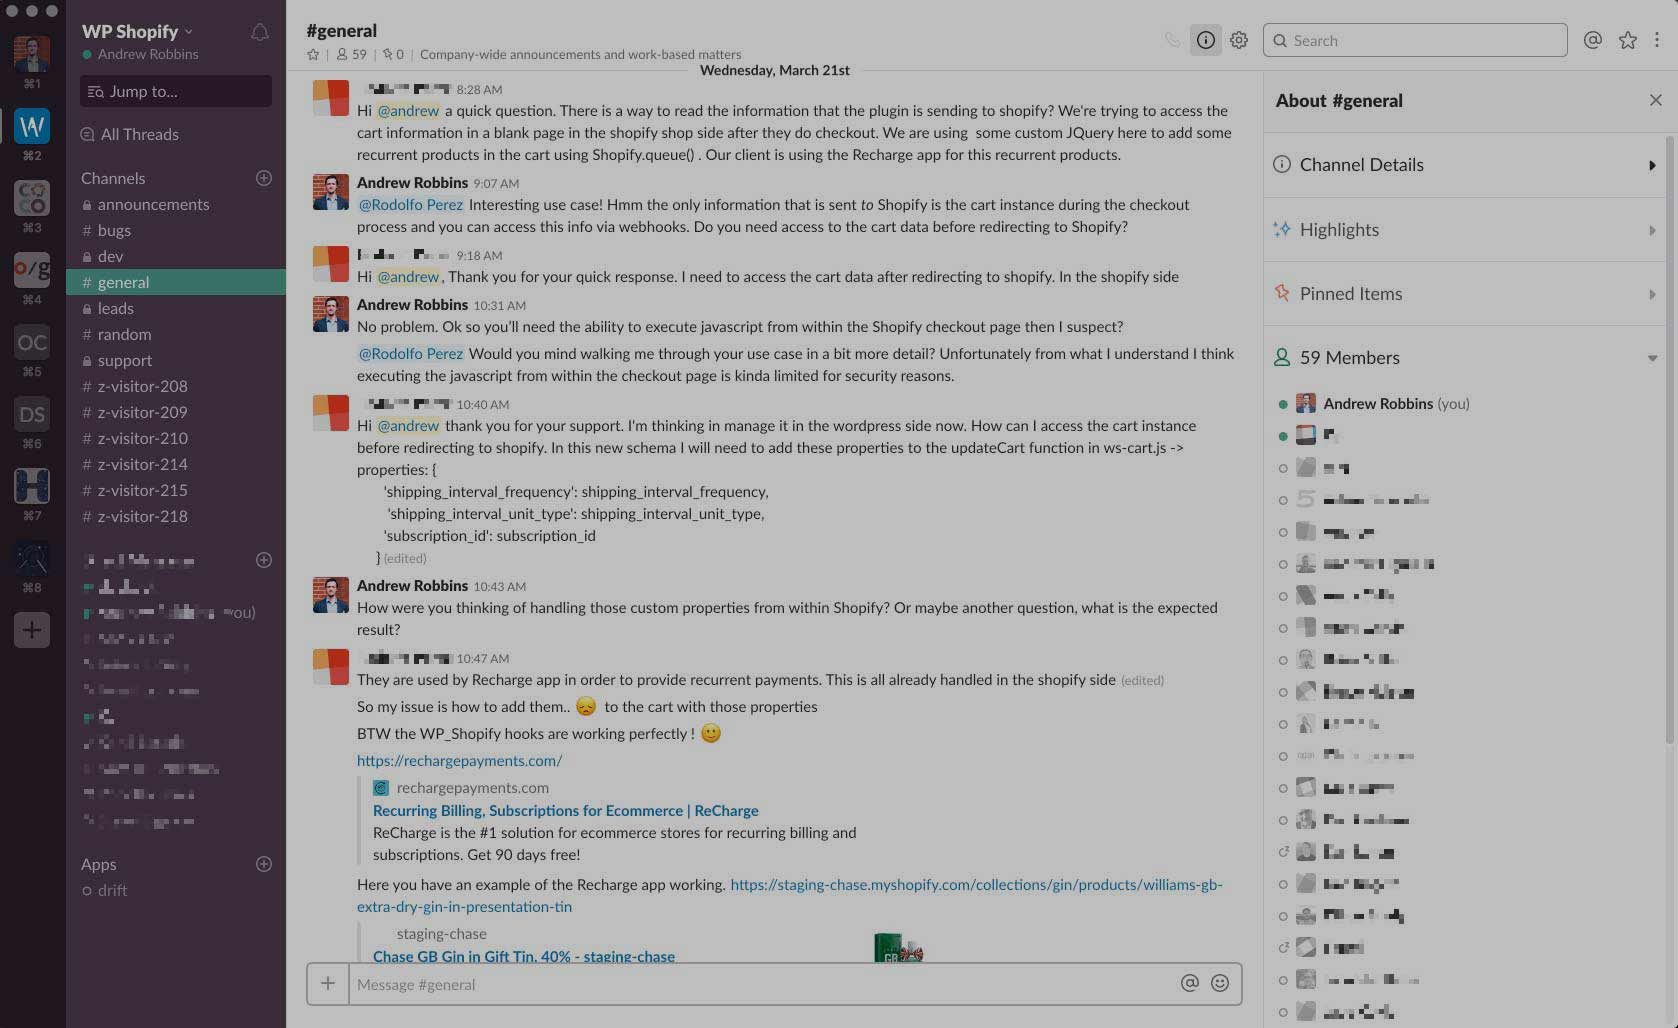 ⌘1
⌘2
⌘3
o/g
⌘4
OC
⌘5
DS
⌘6
⌘7
⌘8
+
WP Shopify
Andrew Robbins
Jump to...
All Threads
Channels
announcements
# bugs
dev
# general
leads
# random
support
# z-visitor-208
# z-visitor-209
# z-visitor-210
# z-visitor-214
# z-visitor-215
# z-visitor-218
you)
Apps
drift
#general
59 | 0 | Company-wide announcements and work-based matters
Search
Wednesday, March 21st
8:28 AM
Hi @andrew a quick question. There is a way to read the information that the plugin is sending to shopify? We're trying to access the
cart information in a blank page in the shopify shop side after they do checkout. We are using some custom JQuery here to add some
recurrent products in the cart using Shopify.queue() . Our client is using the Recharge app for this recurrent products.
Andrew Robbins 9:07 AM
@Rodolfo Perez Interesting use case! Hmm the only information that is sent to Shopify is the cart instance during the checkout
process and you can access this info via webhooks. Do you need access to the cart data before redirecting to Shopify?
9:18 AM
Hi @andrew, Thank you for your quick response. I need to access the cart data after redirecting to shopify. In the shopify side
Andrew Robbins 10:31 AM
No problem. Ok so you'll need the ability to execute javascript from within the Shopify checkout page then I suspect?
@Rodolfo Perez Would you mind walking me through your use case in a bit more detail? Unfortunately from what I understand I think
executing the javascript from within the checkout page is kinda limited for security reasons.
10:40 AM
Hi @andrew thank you for your support. I'm thinking in manage it in the wordpress side now. How can I access the cart instance
before redirecting to shopify. In this new schema I will need to add these properties to the updateCart function in ws-cart.js ->
properties: {
'shipping_interval_frequency': shipping_interval_frequency,
'shipping_interval_unit_type': shipping_interval_unit_type,
'subscription_id': subscription_id
} (edited)
Andrew Robbins 10:43 AM
How were you thinking of handling those custom properties from within Shopify? Or maybe another question, what is the expected
result?
10:47 AM
They are used by Recharge app in order to provide recurrent payments. This is all already handled in the shopify side (edited)
So my issue is how to add them.. to the cart with those properties
BTW the WP_Shopify hooks are working perfectly !
https://rechargepayments.com/
rechargepayments.com
Recurring Billing, Subscriptions for Ecommerce | ReCharge
ReCharge is the #1 solution for ecommerce stores for recurring billing and
subscriptions. Get 90 days free!
Here you have an example of the Recharge app working. https://staging-chase.myshopify.com/collections/gin/products/williams-gb-
extra-dry-gin-in-presentation-tin
staging-chase
Chase GB Gin in Gift Tin, 40% - staging-chase
GB
+ Message #general
About #general
Channel Details
Highlights
Pinned Items
59 Members
Andrew Robbins (you)